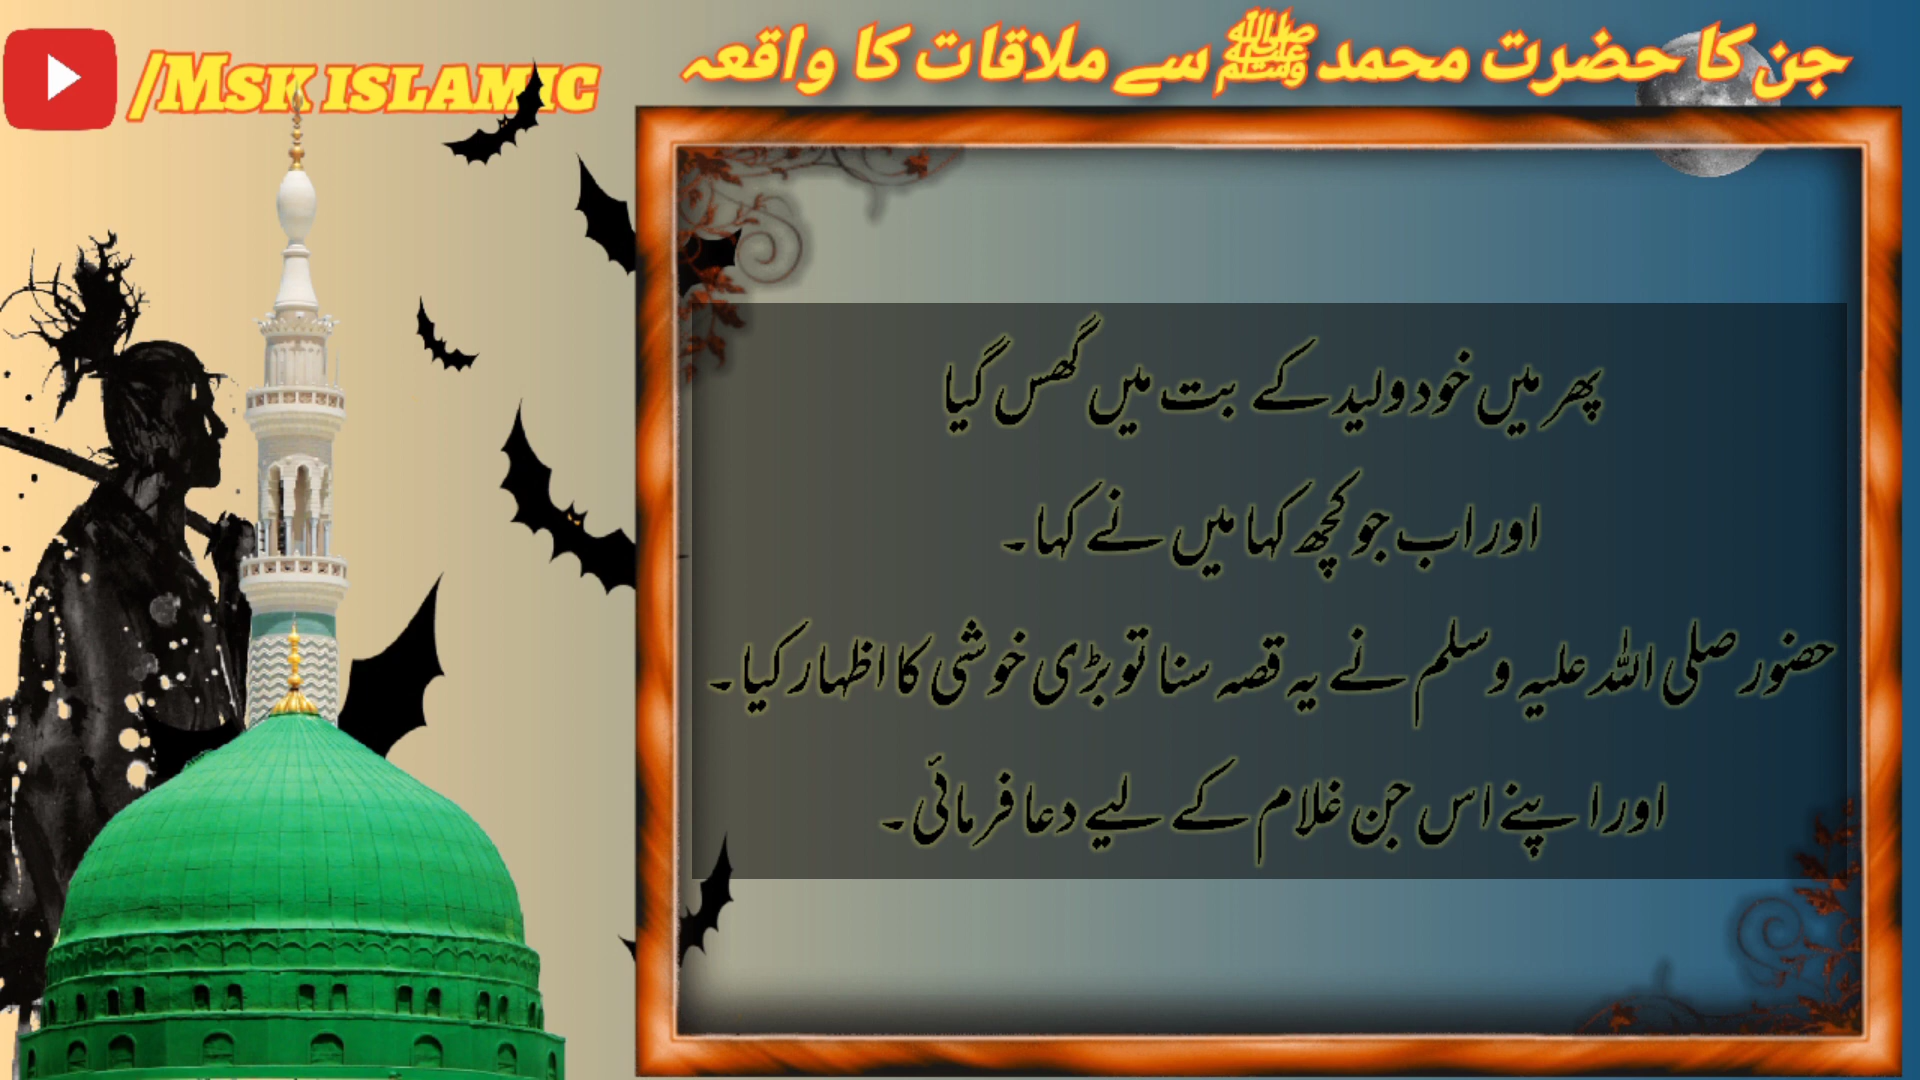 /Msk islamic
جن کا حضرت محمد ﷺ سے ملاقات کا واقعہ
پھر میں خود ولید کے بت میں گھس گیا
اور اب جو کچھ کہا میں نے کہا۔
حضور صلی اللہ علیہ وسلم نے یہ قصہ سنا تو بڑی خوشی کا اظہار کیا۔
اور اپنے اس جن غلام کے لیے دعا فرمائی۔